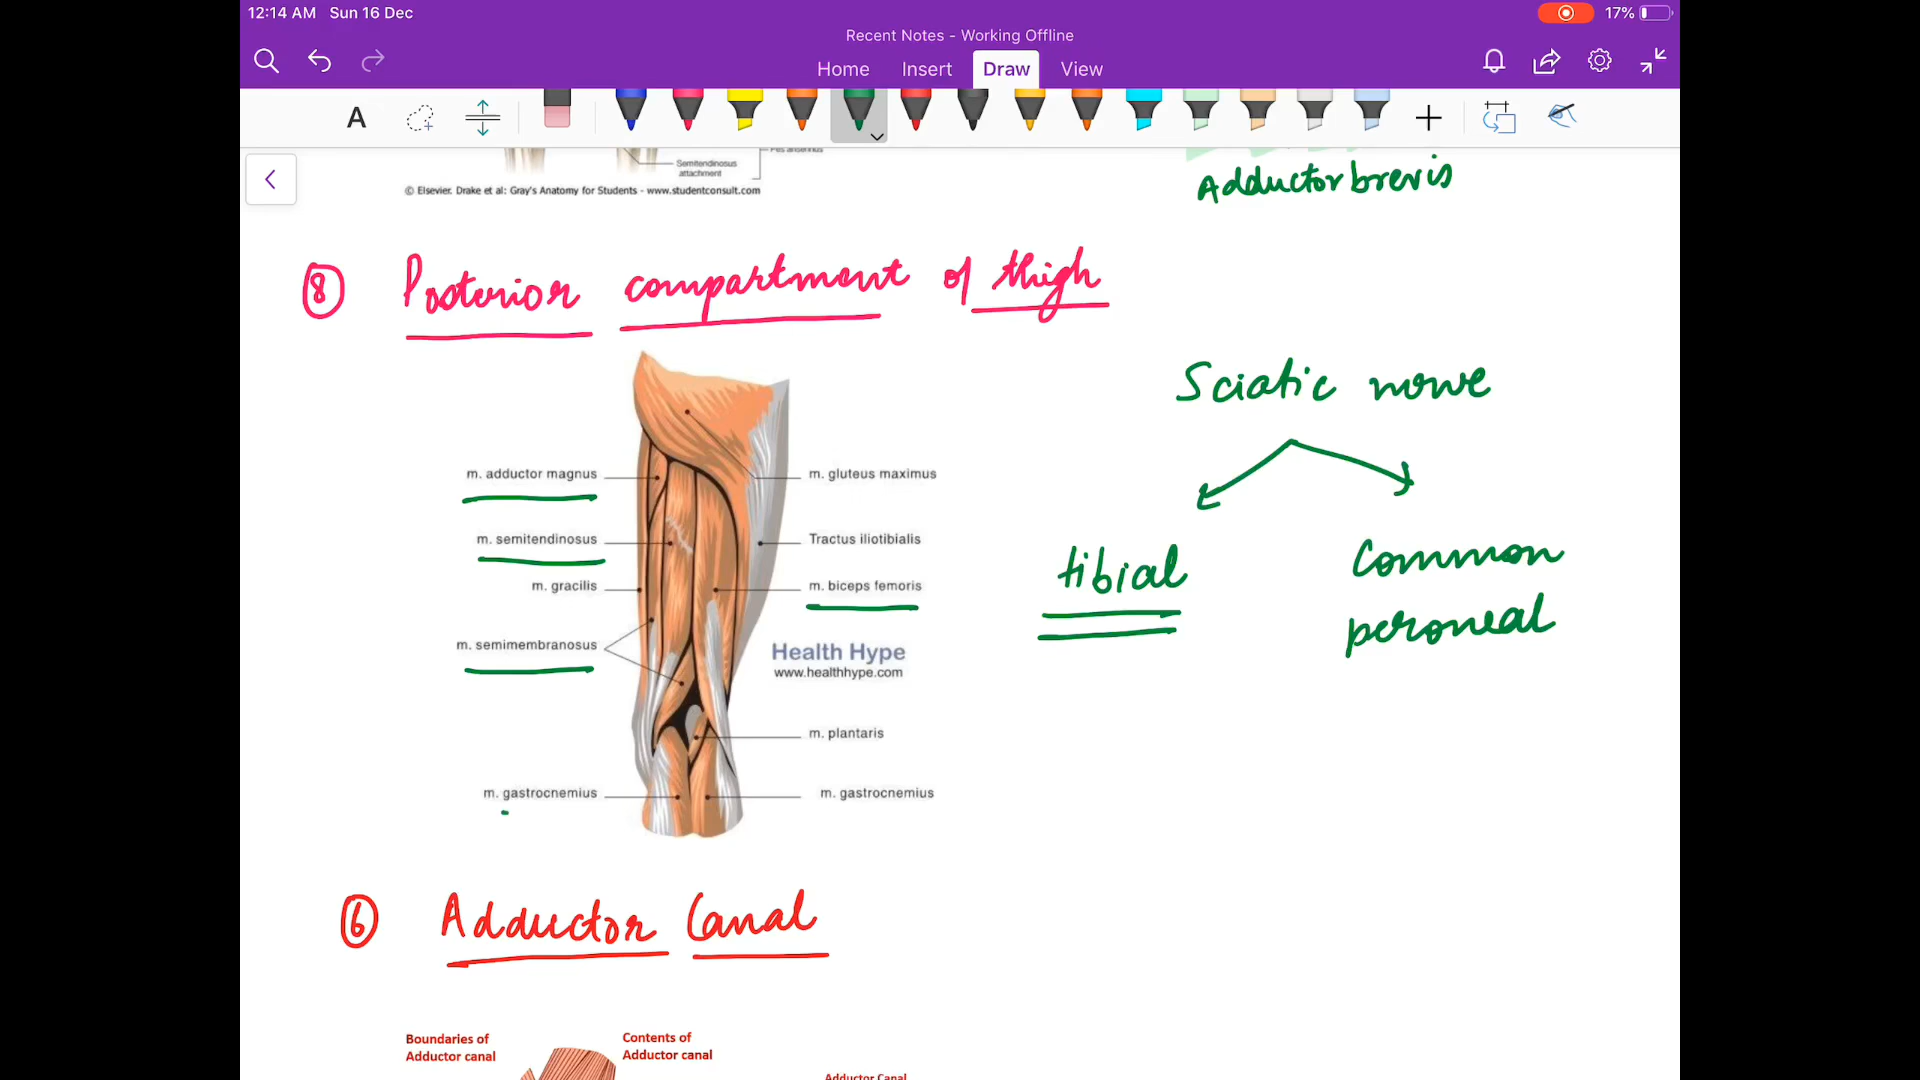 12:14 AM Sun 16 Dec
17%
Recent Notes - Working Offline
Home Insert Draw View
A
Semitendinosus
attachment
© Elsevier. Drake et al: Gray's Anatomy for Students - www.studentconsult.com
Adductor brevis
8 Posterior compartment of thigh
Sciatic nerve
tibial
Common
peroneal
m. adductor magnus
m. semitendinosus
m. gracilis
m. semimembranosus
m. gastrocnemius
m. gluteus maximus
Tractus iliotibialis
m. biceps femoris
Health Hype
www.healthhype.com
m. plantaris
m. gastrocnemius
6 Adductor Canal
Boundaries of
Adductor canal
Contents of
Adductor canal
Adductor Canal